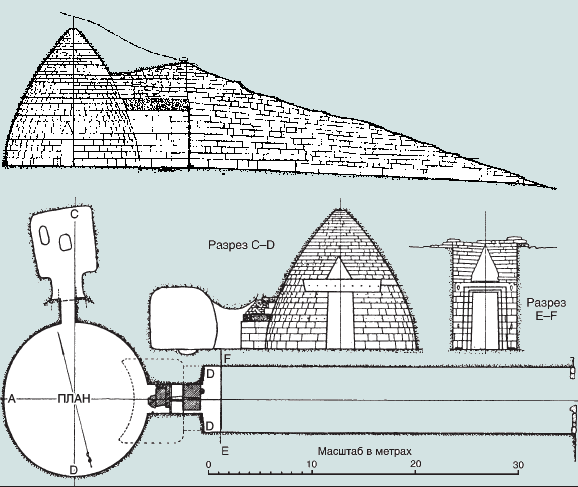 C
Разрез C–D
Разрез
E–F
F
D
A
ПЛАН
D
D
E
Масштаб в метрах
0 10 20 30